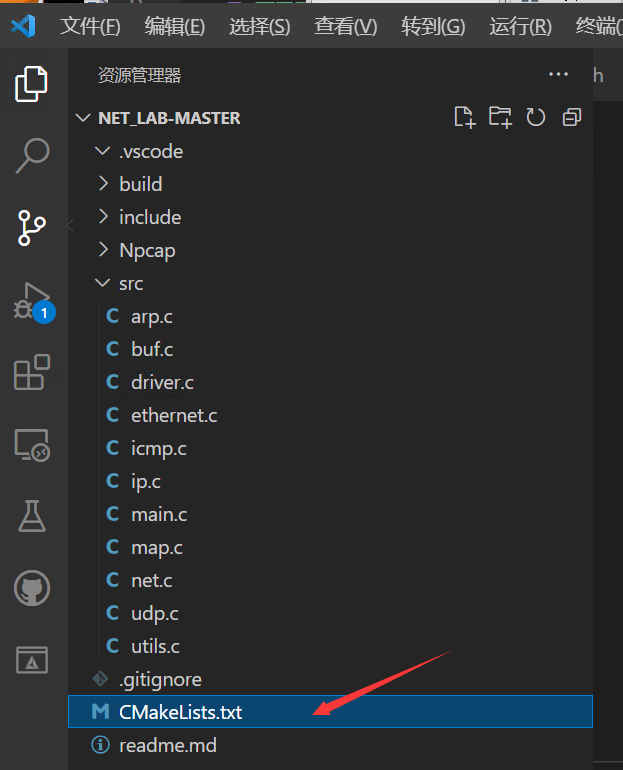 文件(F) 编辑(E) 选择(S) 查看(V) 转到(G) 运行(R) 终端(T
资源管理器
h
NET_LAB-MASTER
.vscode
build
include
Npcap
src
C arp.c
C buf.c
C driver.c
C ethernet.c
C icmp.c
C ip.c
C main.c
C map.c
C net.c
C udp.c
C utils.c
1
.gitignore
M CMakeLists.txt
readme.md